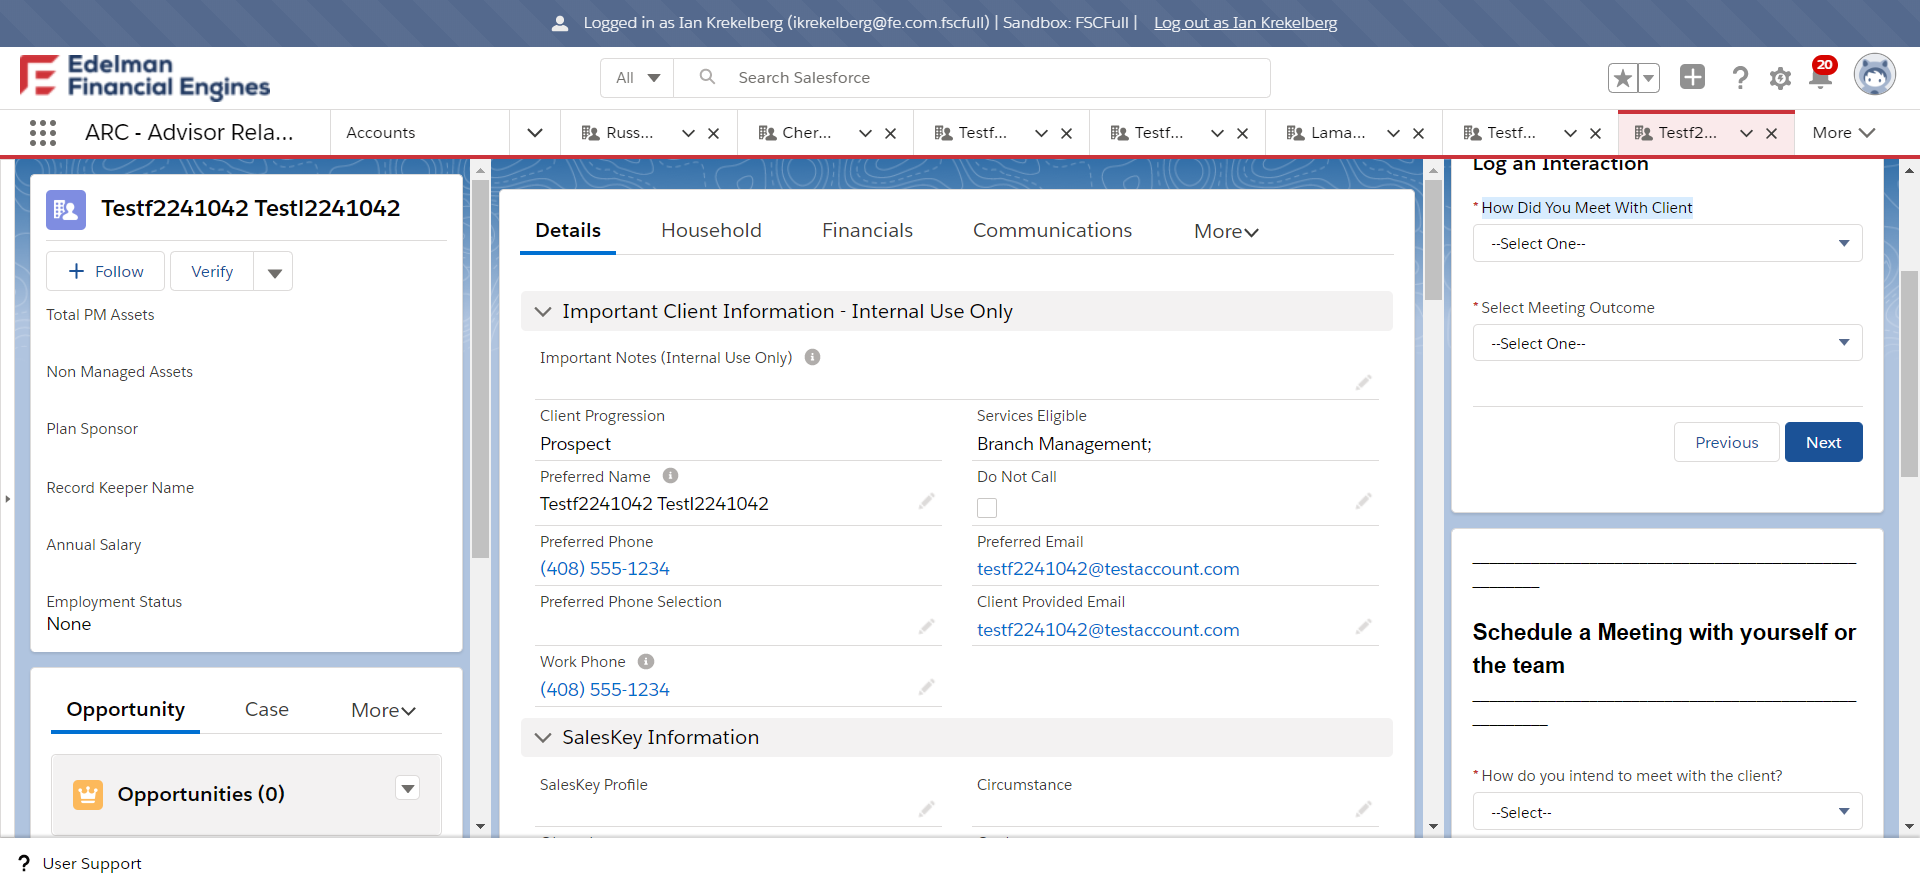 Logged in as Ian Krekelberg (ikrekelberg@fe.com.fscfull) | Sandbox: FSCFull | Log out as Ian Krekelberg
Edelman
Financial Engines
All
Search Salesforce
20
ARC - Advisor Rela...
Accounts
Russ...
Cher...
Testf...
Testf...
Lama...
Testf...
Testf2...
More
Testf2241042 Testl2241042
Follow
Verify
Total PM Assets
Non Managed Assets
Plan Sponsor
Record Keeper Name
Annual Salary
Employment Status
None
Opportunity
Case
More
Opportunities (0)
Details
Household
Financials
Communications
More
Important Client Information - Internal Use Only
Important Notes (Internal Use Only)
Client Progression
Prospect
Services Eligible
Branch Management;
Preferred Name
Testf2241042 Testl2241042
Do Not Call
Preferred Phone
(408) 555-1234
Preferred Email
testf2241042@testaccount.com
Preferred Phone Selection
Client Provided Email
testf2241042@testaccount.com
Work Phone
(408) 555-1234
SalesKey Information
SalesKey Profile
Circumstance
Log an Interaction
* How Did You Meet With Client
--Select One--
* Select Meeting Outcome
--Select One--
Previous
Next
Schedule a Meeting with yourself or
the team
* How do you intend to meet with the client?
--Select--
? User Support